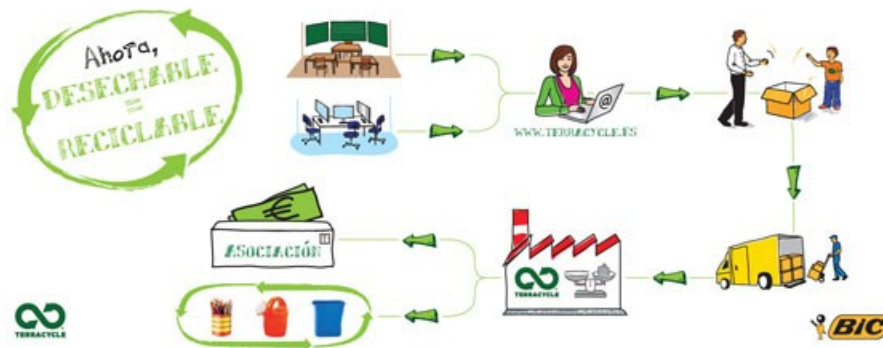 Ahora,
DESECHABLE
=
RECICLABLE
@
WWW.TERRACYCLE.ES
€
ASOCIACIÓN
TERRACYCLE
TERRACYCLE
BIC